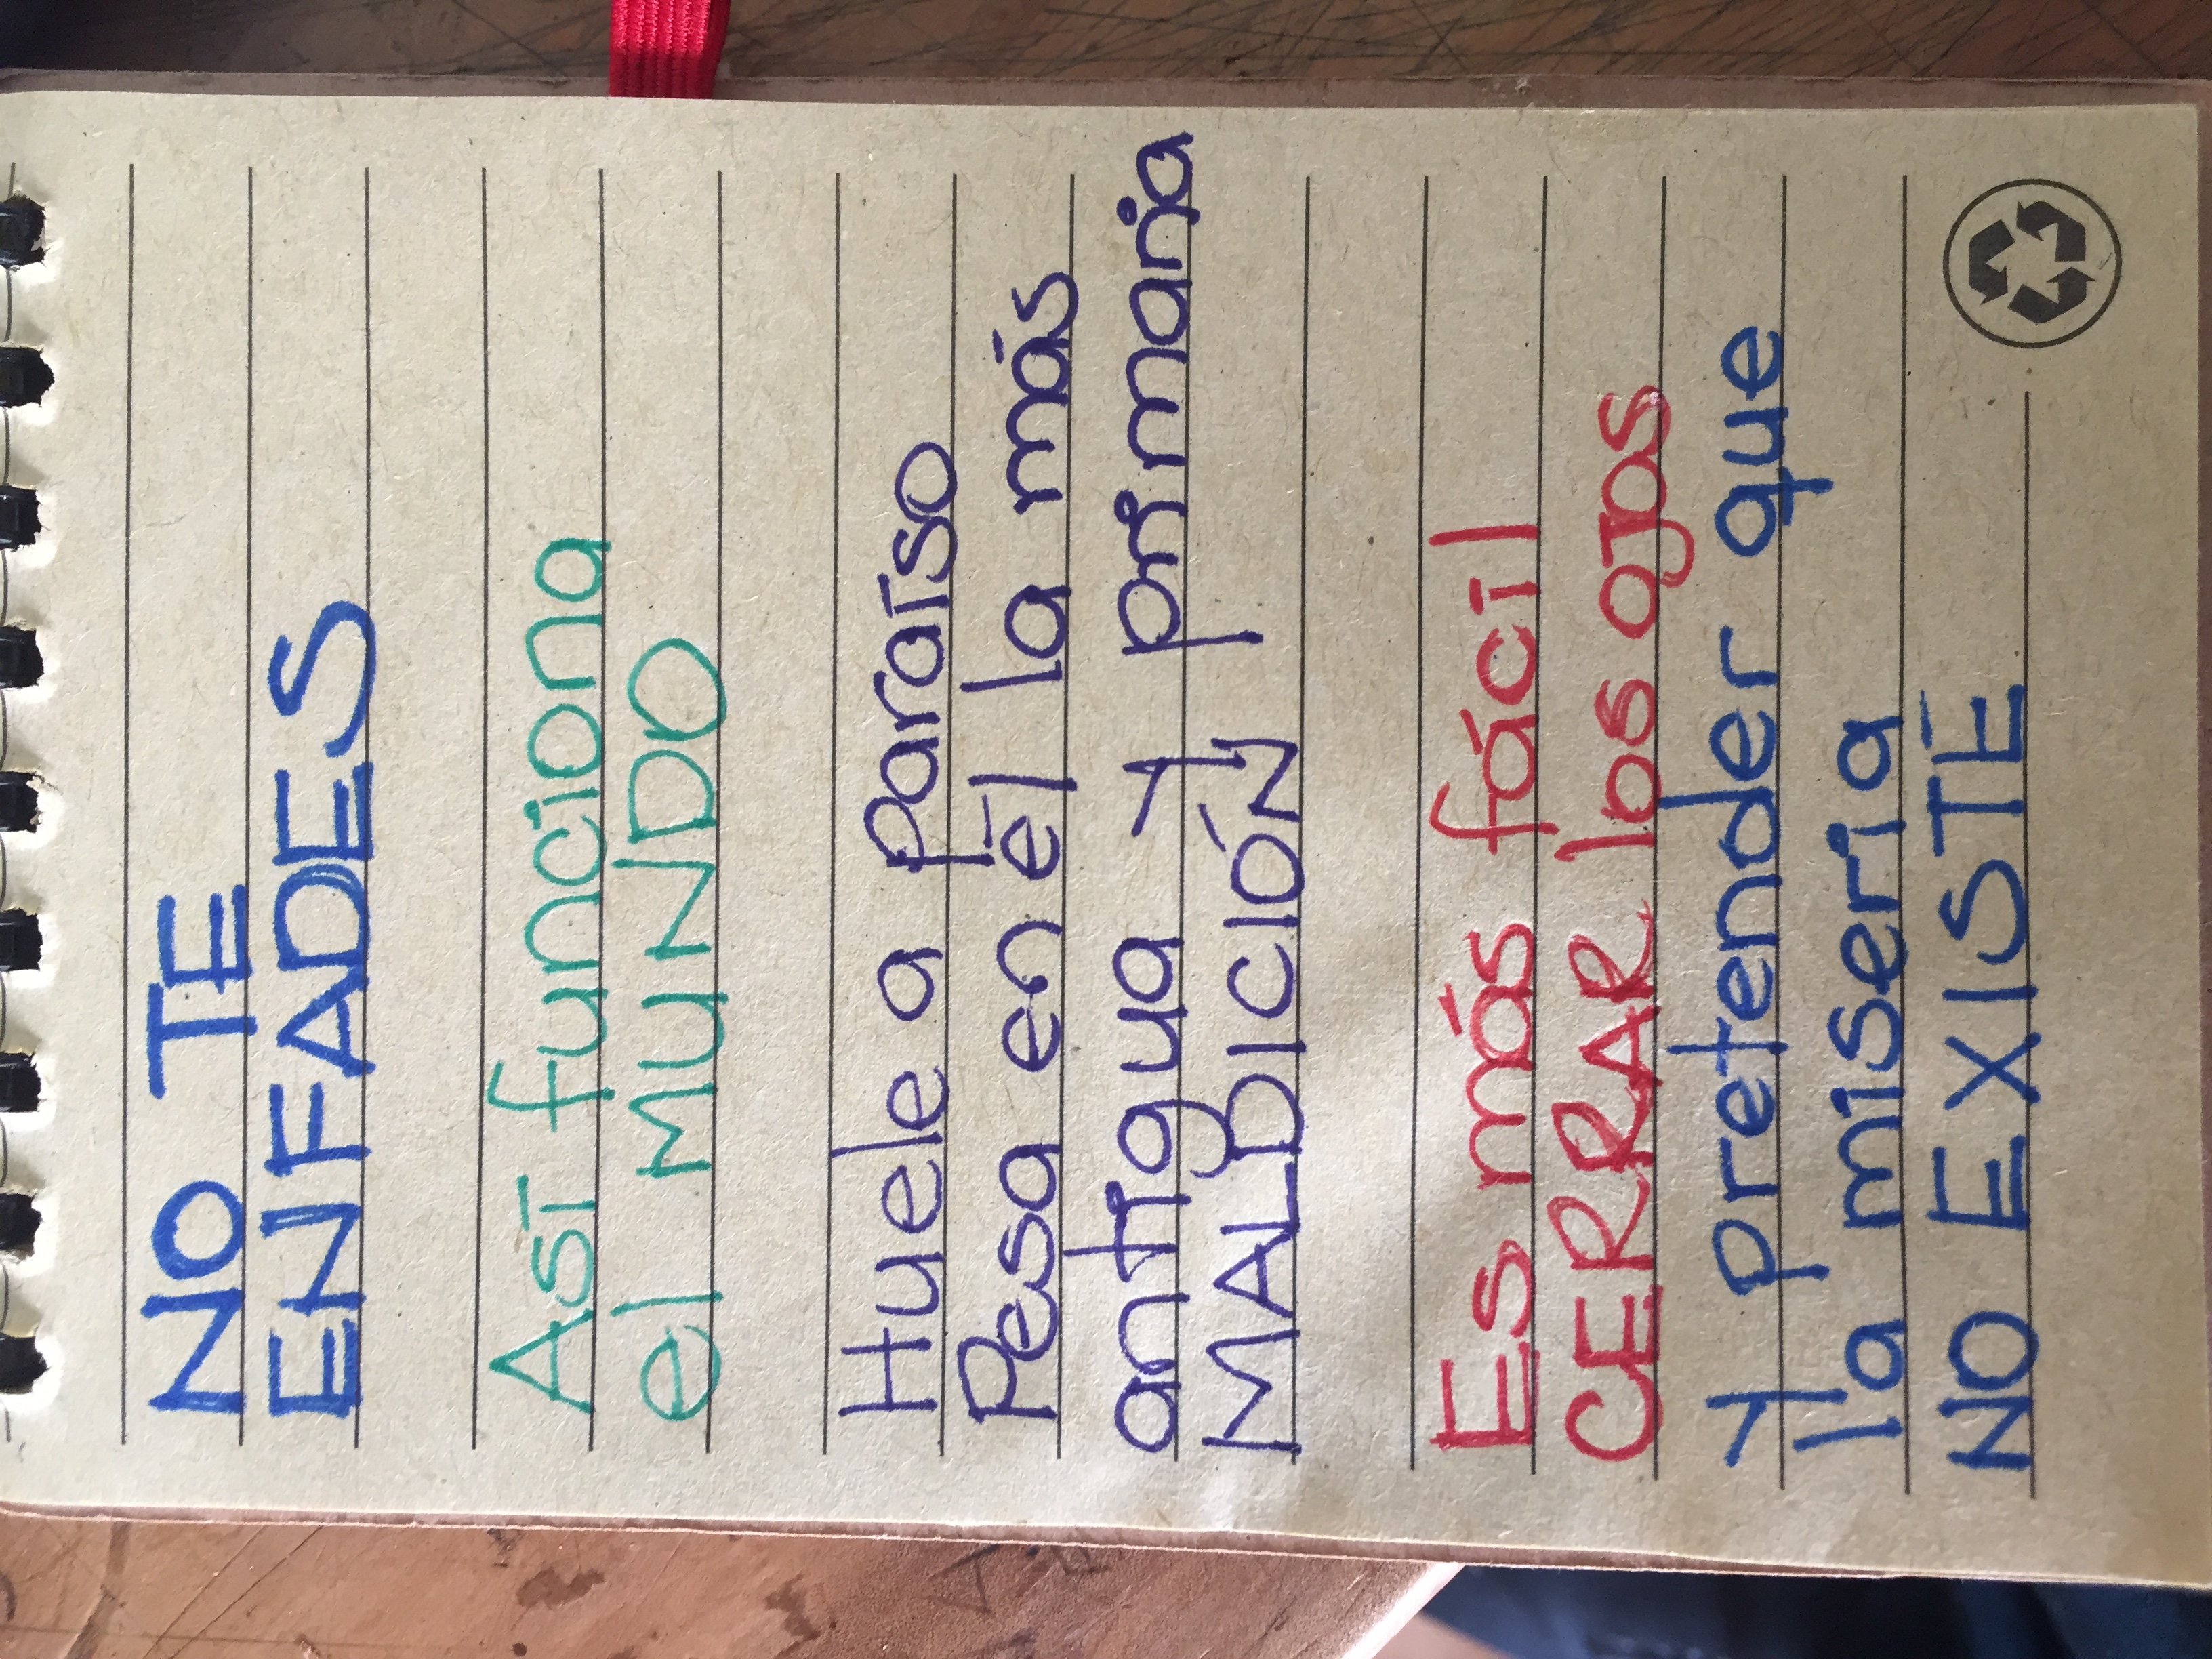 NO TE
ENFADES
Así funciona
el MUNDO
Huele a paraíso
Pesa en él la más
antigua y primaria
MALDICIÓN
Es más fácil
CERRAR los ojos
y pretender que
la miseria
NO EXISTE